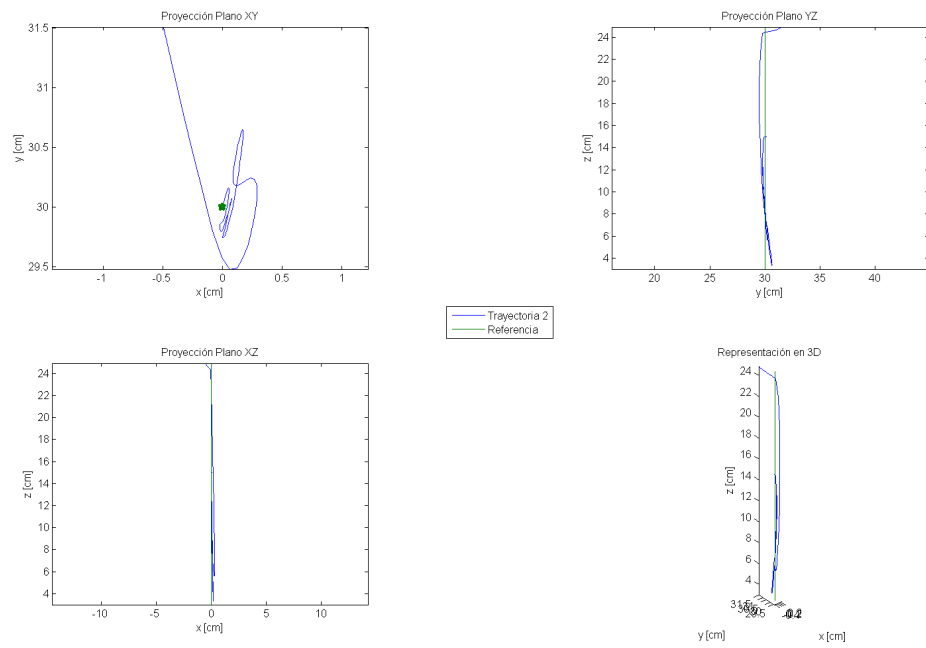 Proyección Plano XY
31.5
31
30.5
30
29.5
y [cm]
-1 -0.5 0 0.5 1
x [cm]
Proyección Plano YZ
24
22
20
18
16
14
12
10
8
6
4
z [cm]
20 25 30 35 40
y [cm]
Trayectoria 2
Referencia
Proyección Plano XZ
24
22
20
18
16
14
12
10
8
6
4
z [cm]
-10 -5 0 5 10
x [cm]
Representación en 3D
24
22
20
18
16
14
12
10
8
6
4
z [cm]
y [cm]
x [cm]